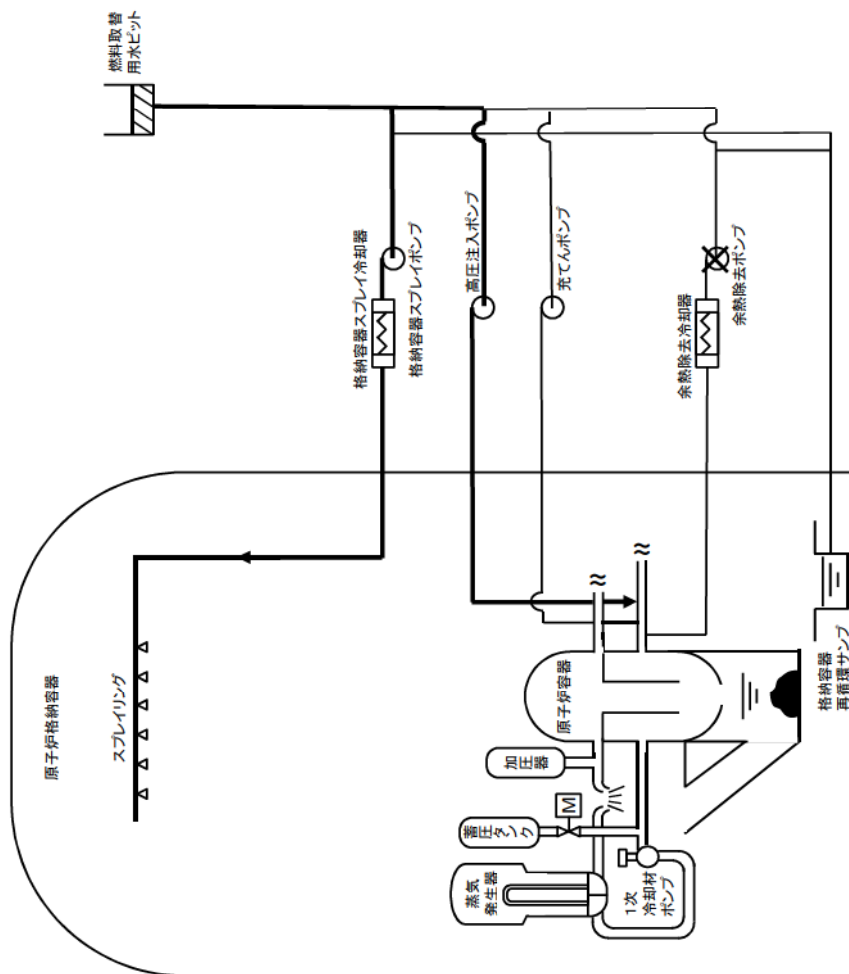 燃料取替
用水ピット
格納容器スプレイ冷却器
格納容器スプレイポンプ
高圧注入ポンプ
充てんポンプ
余熱除去冷却器
余熱除去ポンプ
原子炉格納容器
スプレイリング
原子炉容器
加圧
器
蓄圧タ
ンク
M
蒸気
発生器
1次
冷却材
ポンプ
格納容器
再循環サンプ